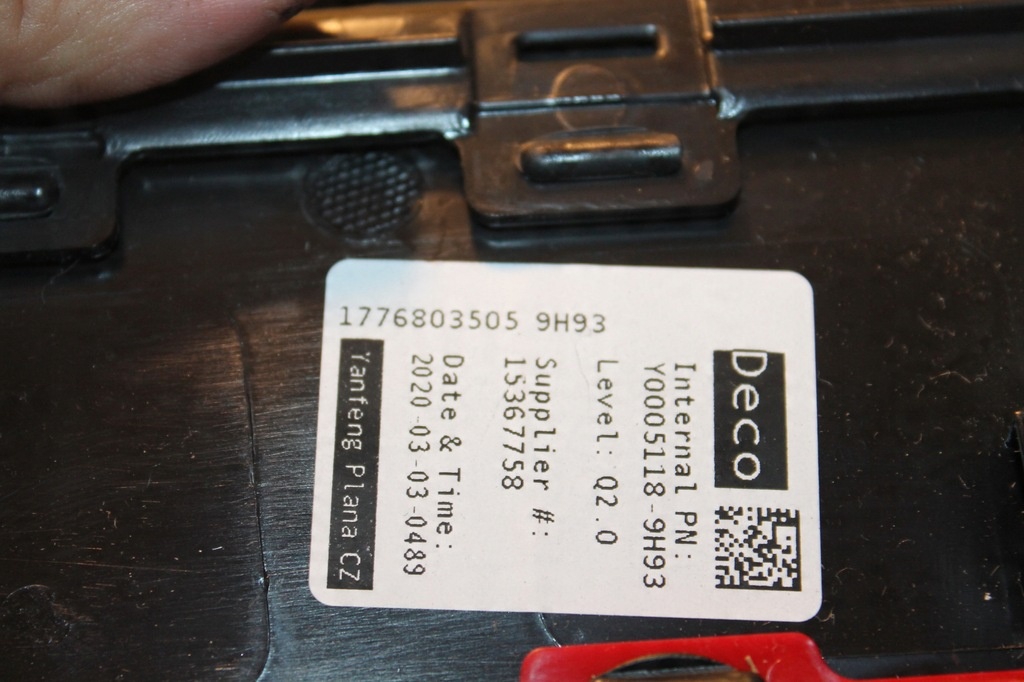 1776803505 9H93
Deco
Internal PN:
Y00051118-9H93
Level: Q2.0
Supplier #:
15367758
Date & Time:
2020-03-03-0489
Yanfeng Plana CZ